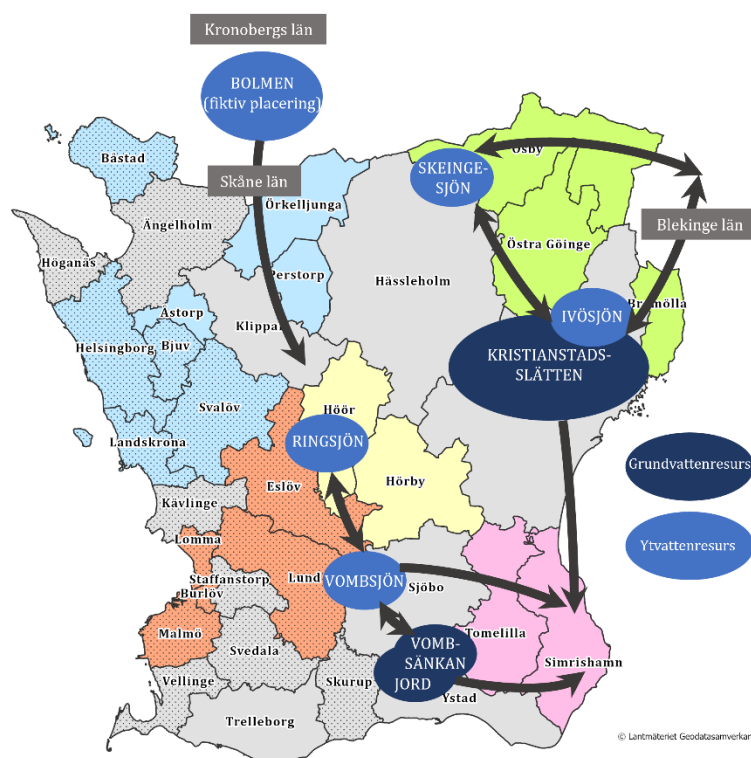 Kronobergs län
BOLMEN
(fiktiv placering)
Båstad
Skåne län
Osby
SKEINGE-
SJÖN
Örkelljunga
Ängelholm
Östra Göinge
Blekinge län
Höganäs
Hässleholm
Perstorp
Åstorp
Klippan
IVÖSJÖN
Bromölla
Helsingborg
Bjuv
KRISTIANSTADS-
SLÄTTEN
Svalöv
Höör
Landskrona
RINGSJÖN
Grundvattenresurs
Eslöv
Hörby
Kävlinge
Lomma
Ytvattenresurs
Staffanstorp
Lund
VOMBSJÖN
Sjöbo
Burlöv
Malmö
Tomelilla
VOMB-
SÄNKAN
JORD
Svedala
Simrishamn
Vellinge
Skurup
Ystad
Trelleborg
© Lantmäteriet Geodatasamverkan